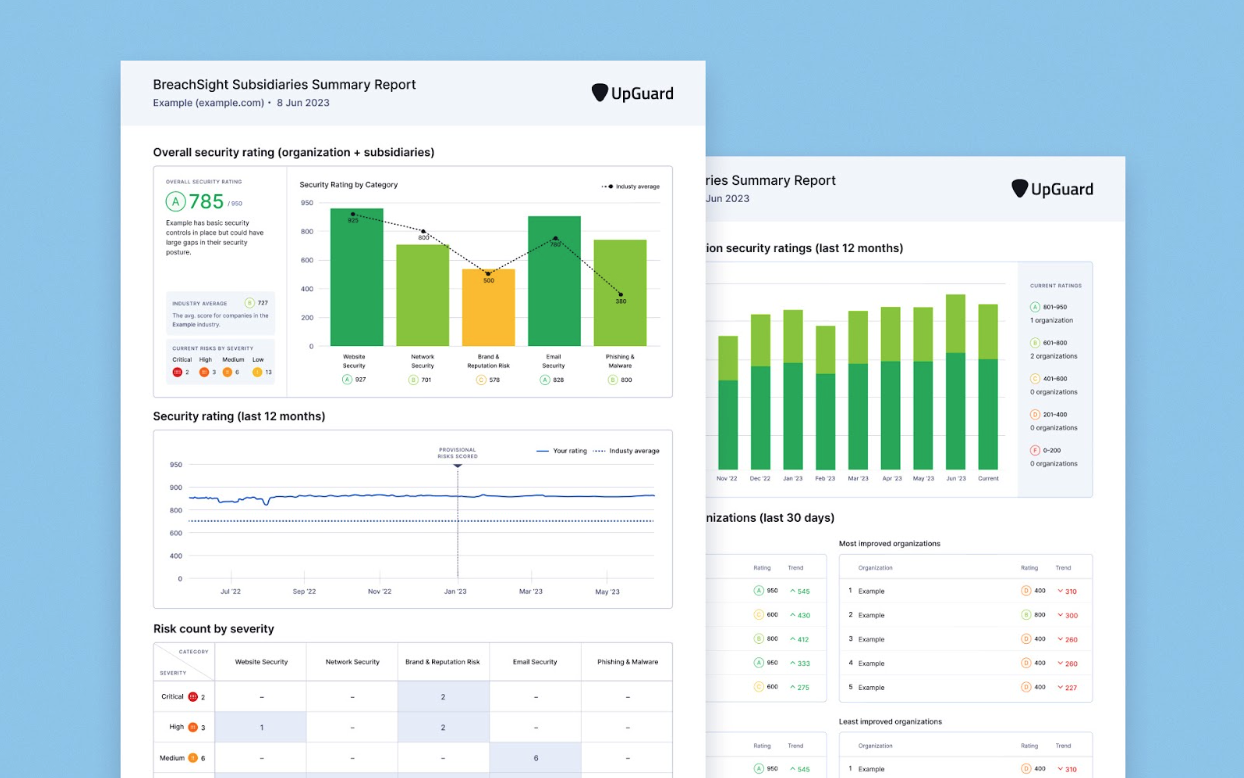 BreachSight Subsidiaries Summary Report
Example (example.com) • 8 Jun 2023
UpGuard
Overall security rating (organization + subsidiaries)
OVERALL SECURITY RATING
A 785 / 950
Example has basic security
controls in place but could have
large gaps in their security
posture.
INDUSTRY AVERAGE B 727
The avg. score for companies in the
Example industry.
CURRENT RISKS BY SEVERITY
Critical High Medium Low
2 3 6 13
Security Rating by Category
Industy average
950
800
600
400
200
0
925
800
500
760
380
Website
Security
A 927
Network
Security
B 701
Brand &
Reputation Risk
C 578
Email
Security
A 828
Phishing &
Malware
B 800
Security rating (last 12 months)
PROVISIONAL
RISKS SCORED
Your rating Industy average
950
900
800
600
400
0
Jul '22 Sep '22 Nov '22 Jan '23 Mar '23 May '23
Risk count by severity
CATEGORY
SEVERITY
Website Security Network Security Brand & Reputation Risk Email Security Phishing & Malware
Critical 2 – – 2 – –
High 3 1 – 2 – –
Medium 6 – – – 6 –
ries Summary Report
Jun 2023
UpGuard
ion security ratings (last 12 months)
Nov '22 Dec '22 Jan '23 Feb '23 Mar '23 Apr '23 May '23 Jun '23 Current
CURRENT RATINGS
A 801–950
1 organization
B 601–800
2 organizations
C 401–600
0 organizations
D 201–400
0 organizations
F 0–200
0 organizations
nizations (last 30 days)
Rating Trend
A 950 545
C 600 430
B 800 412
A 950 333
C 600 275
Most improved organizations
Organization Rating Trend
1 Example D 400 310
2 Example B 800 300
3 Example D 400 260
4 Example D 400 260
5 Example D 400 227
Rating Trend
A 950 545
Least improved organizations
Organization Rating Trend
1 Example D 400 310